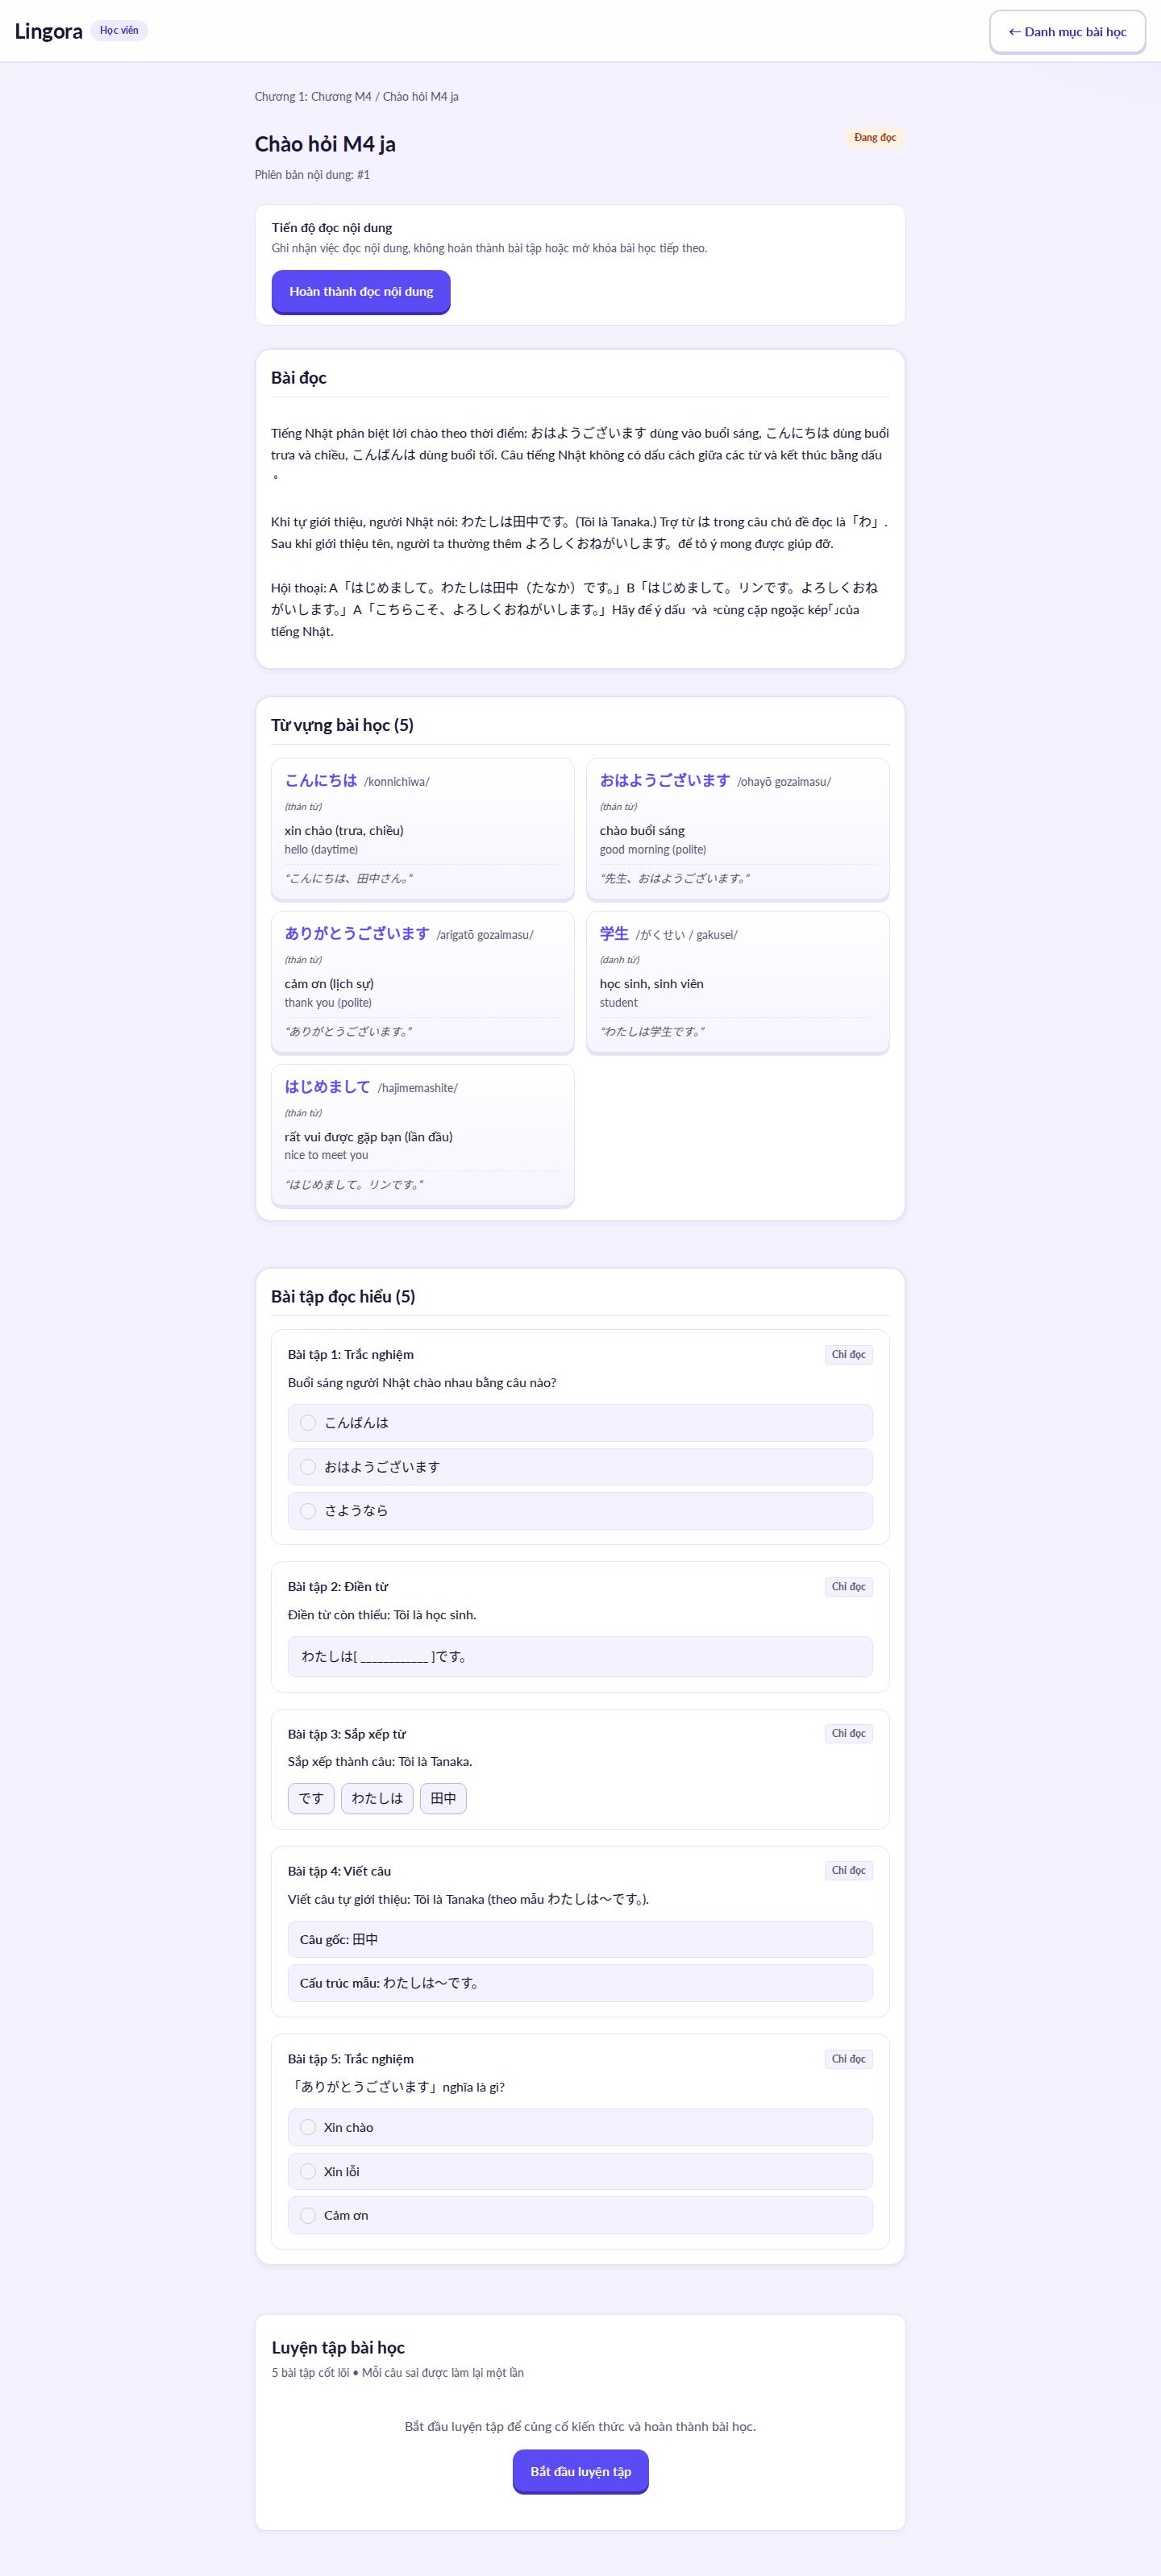 Lingora
Học viên
← Danh mục bài học
Chương 1: Chương M4 / Chào hỏi M4 ja
Chào hỏi M4 ja
Đang đọc
Phiên bản nội dung: #1
Tiến độ đọc nội dung
Ghi nhận việc đọc nội dung, không hoàn thành bài tập hoặc mở khóa bài học tiếp theo.
Hoàn thành đọc nội dung
Bài đọc
Tiếng Nhật phân biệt lời chào theo thời điểm: おはようございます dùng vào buổi sáng, こんにちは dùng buổi
trưa và chiều, こんばんは dùng buổi tối. Câu tiếng Nhật không có dấu cách giữa các từ và kết thúc bằng dấu
。
Khi tự giới thiệu, người Nhật nói: わたしは田中です。(Tôi là Tanaka.) Trợ từ は trong câu chủ đề đọc là「わ」.
Sau khi giới thiệu tên, người ta thường thêm よろしくおねがいします。để tỏ ý mong được giúp đỡ.
Hội thoại: A「はじめまして。わたしは田中（たなか）です。」B「はじめまして。リンです。よろしくおね
がいします。」A「こちらこそ、よろしくおねがいします。」Hãy để ý dấu 、và 。cùng cặp ngoặc kép「」của
tiếng Nhật.
Từ vựng bài học (5)
こんにちは /konnichiwa/
(thán từ)
xin chào (trưa, chiều)
hello (daytime)
“こんにちは、田中さん。”
おはようございます /ohayō gozaimasu/
(thán từ)
chào buổi sáng
good morning (polite)
“先生、おはようございます。”
ありがとうございます /arigatō gozaimasu/
(thán từ)
cảm ơn (lịch sự)
thank you (polite)
“ありがとうございます。”
学生 /がくせい / gakusei/
(danh từ)
học sinh, sinh viên
student
“わたしは学生です。”
はじめまして /hajimemashite/
(thán từ)
rất vui được gặp bạn (lần đầu)
nice to meet you
“はじめまして。リンです。”
Bài tập đọc hiểu (5)
Bài tập 1: Trắc nghiệm
Chỉ đọc
Buổi sáng người Nhật chào nhau bằng câu nào?
こんばんは
おはようございます
さようなら
Bài tập 2: Điền từ
Chỉ đọc
Điền từ còn thiếu: Tôi là học sinh.
わたしは[ ____________ ]です。
Bài tập 3: Sắp xếp từ
Chỉ đọc
Sắp xếp thành câu: Tôi là Tanaka.
です わたしは 田中
Bài tập 4: Viết câu
Chỉ đọc
Viết câu tự giới thiệu: Tôi là Tanaka (theo mẫu わたしは〜です。).
Câu gốc: 田中
Cấu trúc mẫu: わたしは〜です。
Bài tập 5: Trắc nghiệm
Chỉ đọc
「ありがとうございます」nghĩa là gì?
Xin chào
Xin lỗi
Cảm ơn
Luyện tập bài học
5 bài tập cốt lõi • Mỗi câu sai được làm lại một lần
Bắt đầu luyện tập để củng cố kiến thức và hoàn thành bài học.
Bắt đầu luyện tập